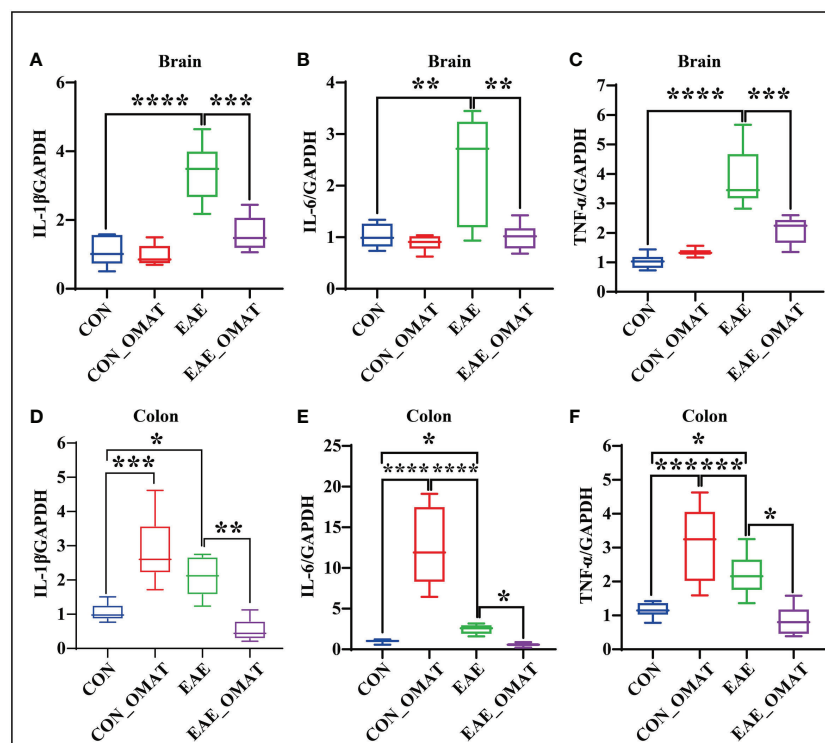 A Brain
IL-1β/GAPDH
6
4
2
0
**** ***
CON
CON_OMAT
EAE
EAE_OMAT
B Brain
IL-6/GAPDH
4
3
2
1
0
** **
CON
CON_OMAT
EAE
EAE_OMAT
C Brain
TNF-α/GAPDH
7
6
5
4
3
2
1
0
**** ***
CON
CON_OMAT
EAE
EAE_OMAT
D Colon
IL-1β/GAPDH
6
5
4
3
2
1
0
*
***
**
CON
CON_OMAT
EAE
EAE_OMAT
E Colon
IL-6/GAPDH
25
20
15
10
5
0
*
********
*
CON
CON_OMAT
EAE
EAE_OMAT
F Colon
TNF-α/GAPDH
6
5
4
3
2
1
0
*
******
*
CON
CON_OMAT
EAE
EAE_OMAT